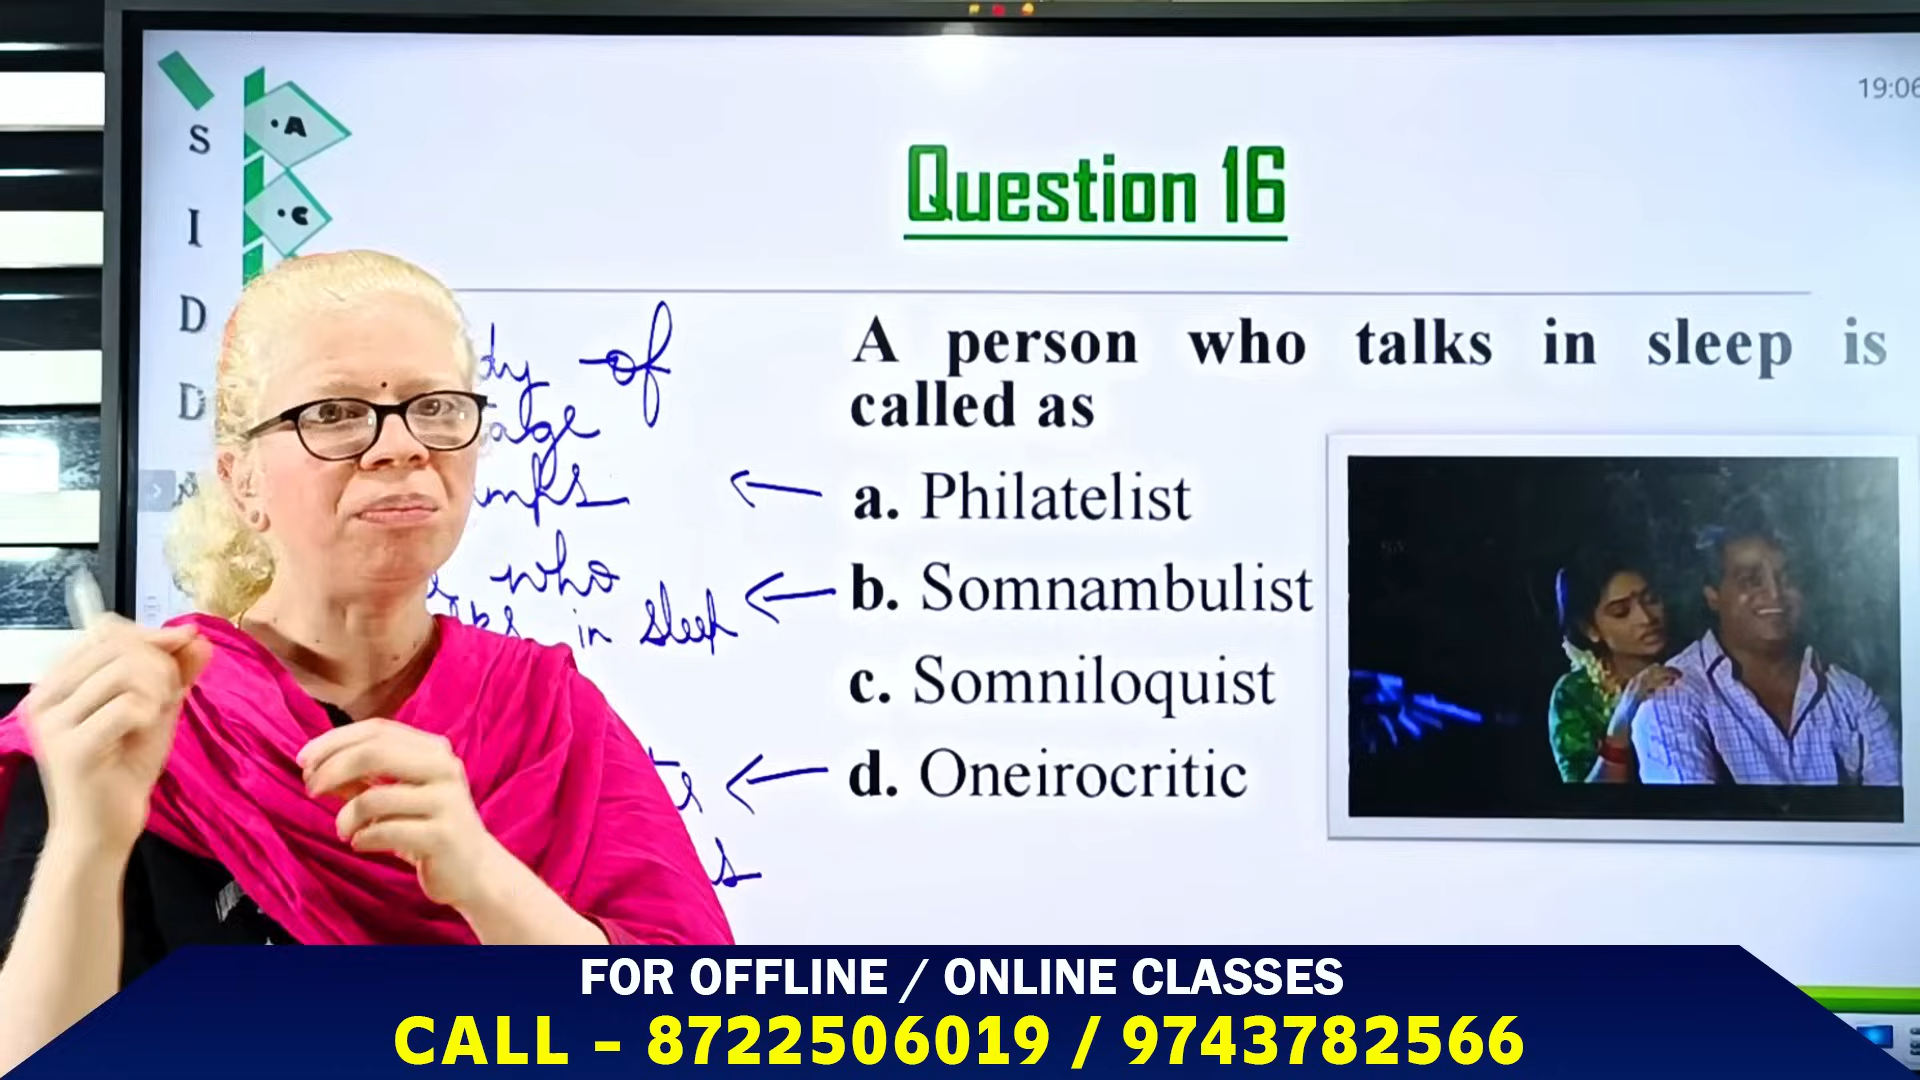 19:06
• A
• C
S
I
D
D
Question 16
A person who talks in sleep is
called as
a. Philatelist
b. Somnambulist
c. Somniloquist
d. Oneirocritic
of
who
in sleep
FOR OFFLINE / ONLINE CLASSES
CALL – 8722506019 / 9743782566